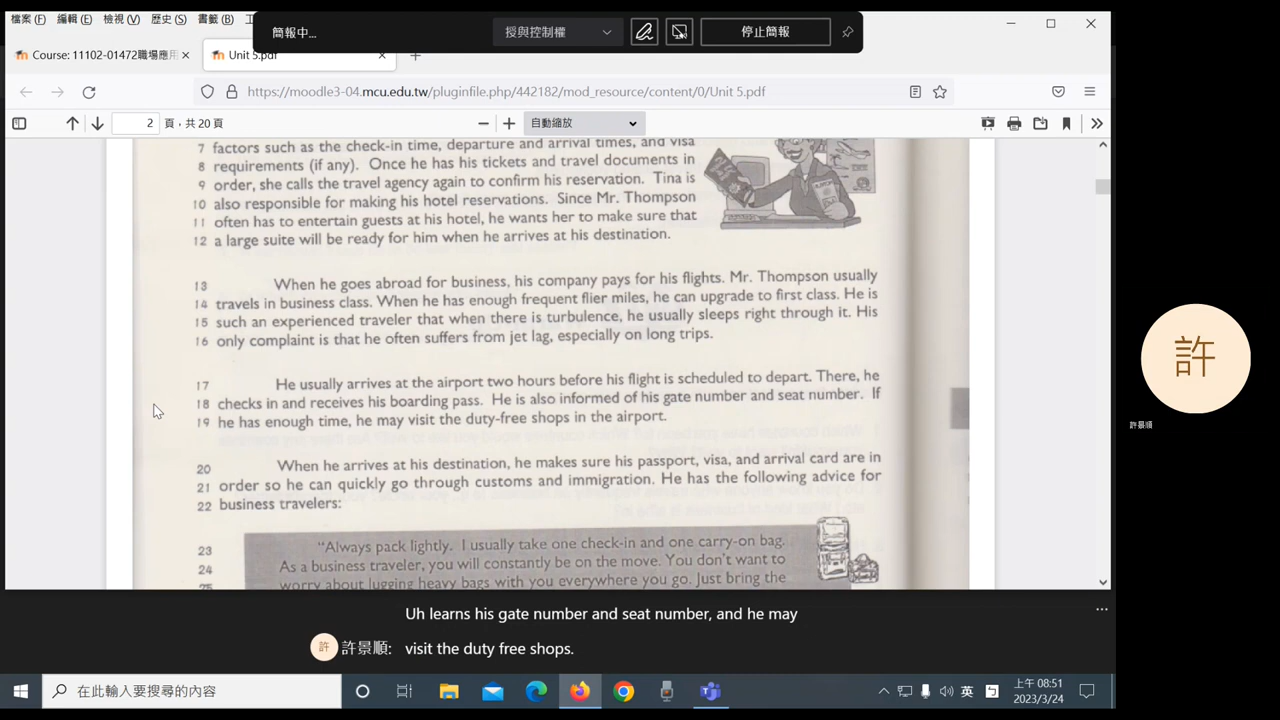 檔案 (F) 編輯 (E) 檢視 (V) 歷史 (S) 書籤 (B)
簡報中... 授與控制權 停止簡報
Course: 11102-01472職場應用 Unit 5.pdf
https://moodle3-04.mcu.edu.tw/pluginfile.php/442182/mod_resource/content/0/Unit 5.pdf
2 頁，共 20 頁 自動縮放
7 factors such as the check-in time, departure and arrival times, and visa
8 requirements (if any). Once he has his tickets and travel documents in
9 order, she calls the travel agency again to confirm his reservation. Tina is
10 also responsible for making his hotel reservations. Since Mr. Thompson
11 often has to entertain guests at his hotel, he wants her to make sure that
12 a large suite will be ready for him when he arrives at his destination.
13 When he goes abroad for business, his company pays for his flights. Mr. Thompson usually
14 travels in business class. When he has enough frequent flier miles, he can upgrade to first class. He is
15 such an experienced traveler that when there is turbulence, he usually sleeps right through it. His
16 only complaint is that he often suffers from jet lag, especially on long trips.
17 He usually arrives at the airport two hours before his flight is scheduled to depart. There, he
18 checks in and receives his boarding pass. He is also informed of his gate number and seat number. If
19 he has enough time, he may visit the duty-free shops in the airport.
20 When he arrives at his destination, he makes sure his passport, visa, and arrival card are in
21 order so he can quickly go through customs and immigration. He has the following advice for
22 business travelers:
23 “Always pack lightly. I usually take one check-in and one carry-on bag.
24 As a business traveler, you will constantly be on the move. You don't want to
25 worry about lugging heavy bags with you everywhere you go. Just bring the
Uh learns his gate number and seat number, and he may
許 許景順: visit the duty free shops.
許
許景順
在此輸入要搜尋的內容
英
上午 08:51
2023/3/24